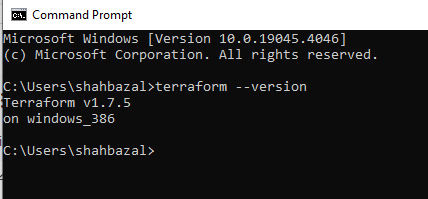 Command Prompt
Microsoft Windows [Version 10.0.19045.4046]
(c) Microsoft Corporation. All rights reserved.
C:\Users\shahbazal>terraform --version
Terraform v1.7.5
on windows_386
C:\Users\shahbazal>